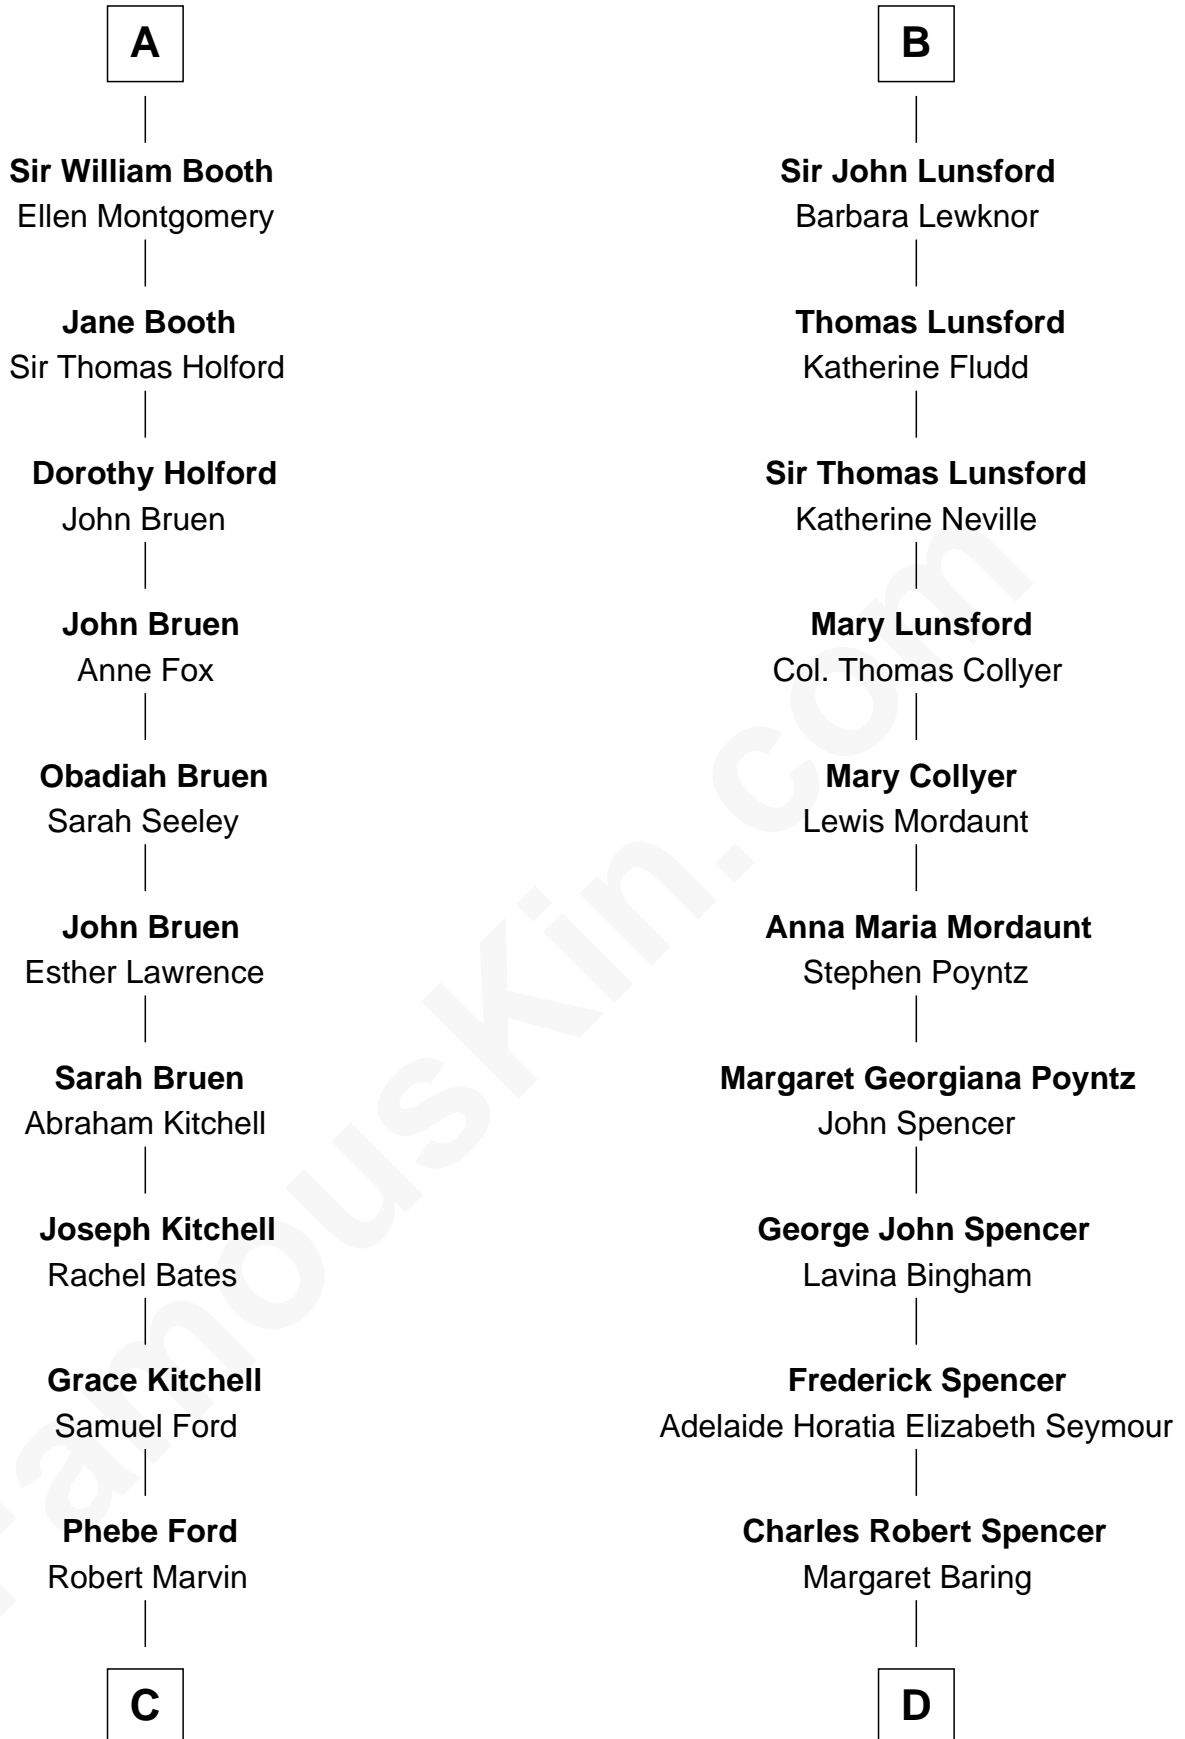 A
Sir William Booth
Ellen Montgomery
Jane Booth
Sir Thomas Holford
Dorothy Holford
John Bruen
John Bruen
Anne Fox
Obadiah Bruen
Sarah Seeley
John Bruen
Esther Lawrence
Sarah Bruen
Abraham Kitchell
Joseph Kitchell
Rachel Bates
Grace Kitchell
Samuel Ford
Phebe Ford
Robert Marvin
C
B
Sir John Lunsford
Barbara Lewknor
Thomas Lunsford
Katherine Fludd
Sir Thomas Lunsford
Katherine Neville
Mary Lunsford
Col. Thomas Collyer
Mary Collyer
Lewis Mordaunt
Anna Maria Mordaunt
Stephen Poyntz
Margaret Georgiana Poyntz
John Spencer
George John Spencer
Lavina Bingham
Frederick Spencer
Adelaide Horatia Elizabeth Seymour
Charles Robert Spencer
Margaret Baring
D
FamousKin.com